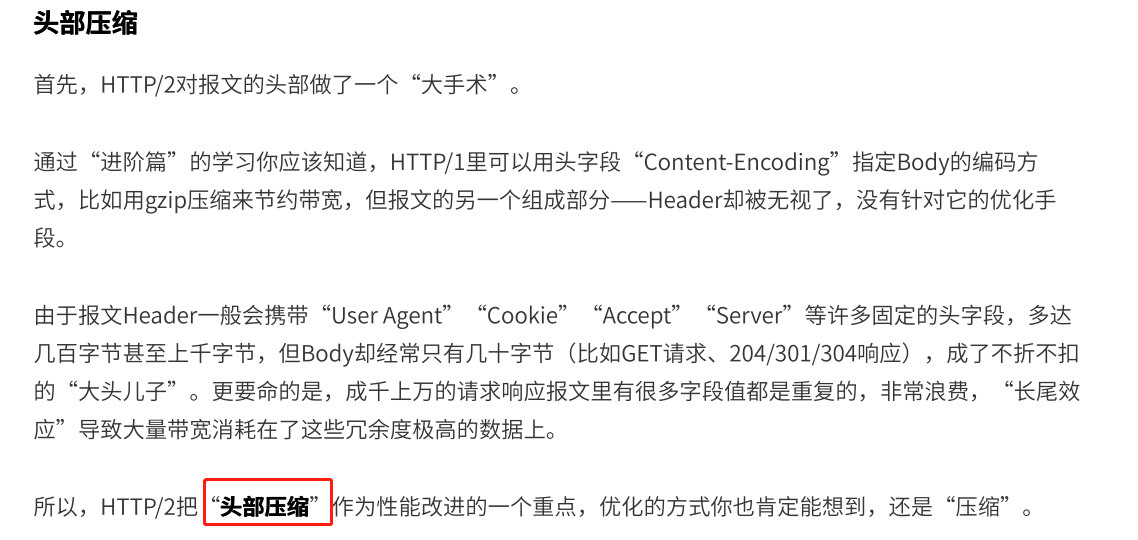 头部压缩
首先，HTTP/2对报文的头部做了一个“大手术”。
通过“进阶篇”的学习你应该知道，HTTP/1里可以用头字段“Content-Encoding”指定Body的编码方
式，比如用gzip压缩来节约带宽，但报文的另一个组成部分——Header却被无视了，没有针对它的优化手
段。
由于报文Header一般会携带“User Agent”“Cookie”“Accept”“Server”等许多固定的头字段，多达
几百字节甚至上千字节，但Body却经常只有几十字节（比如GET请求、204/301/304响应），成了不折不扣
的“大头儿子”。更要命的是，成千上万的请求响应报文里有很多字段值都是重复的，非常浪费，“长尾效
应”导致大量带宽消耗在了这些冗余度极高的数据上。
所以，HTTP/2把“头部压缩”作为性能改进的一个重点，优化的方式你也肯定能想到，还是“压缩”。